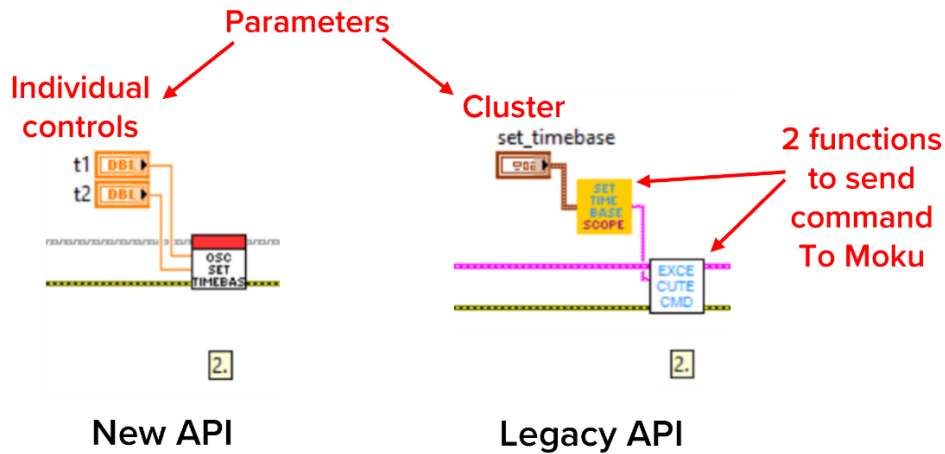 Parameters
Individual
controls
t1 DBL
t2 DBL
OSC
SET
TIMEBAS
2.
New API
Cluster
set_timebase
SET
TIME
BASE
SCOPE
EXCE
CUTE
CMD
2 functions
to send
command
To Moku
2.
Legacy API